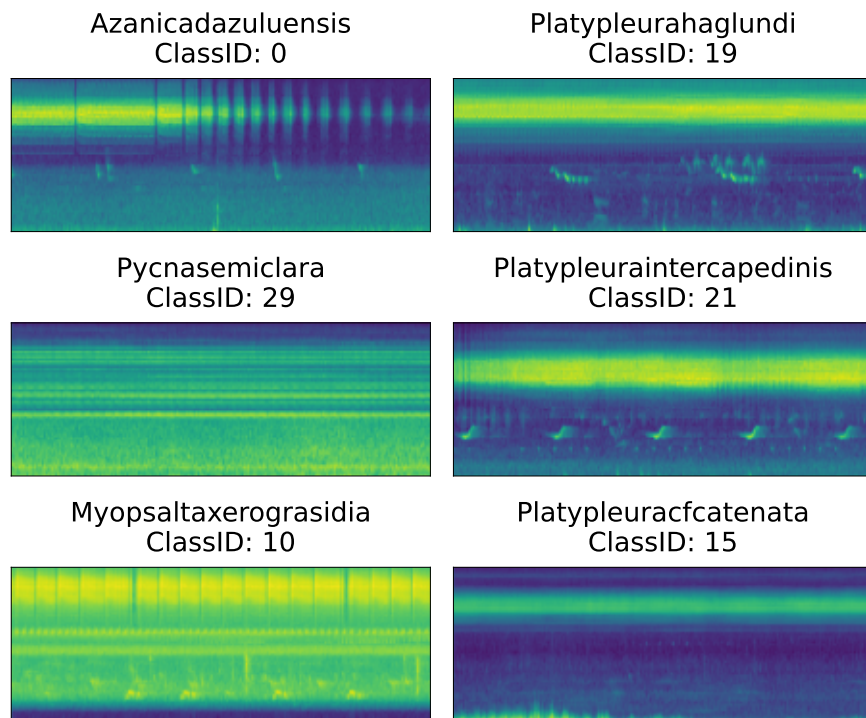 Azanicadazuluensis
ClassID: 0
Platypleurahaglundi
ClassID: 19
Pycnasemiclara
ClassID: 29
Platypleuraintercapedinis
ClassID: 21
Myopsaltaxerograsidia
ClassID: 10
Platypleuracfcatenata
ClassID: 15